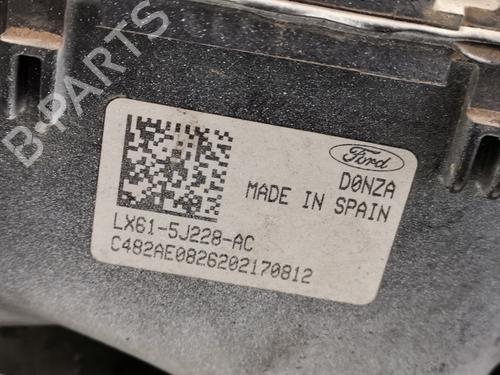 B-PARTS
Ford
D0NZA
MADE IN SPAIN
LX61-5J228-AC
C482AE0826202170812